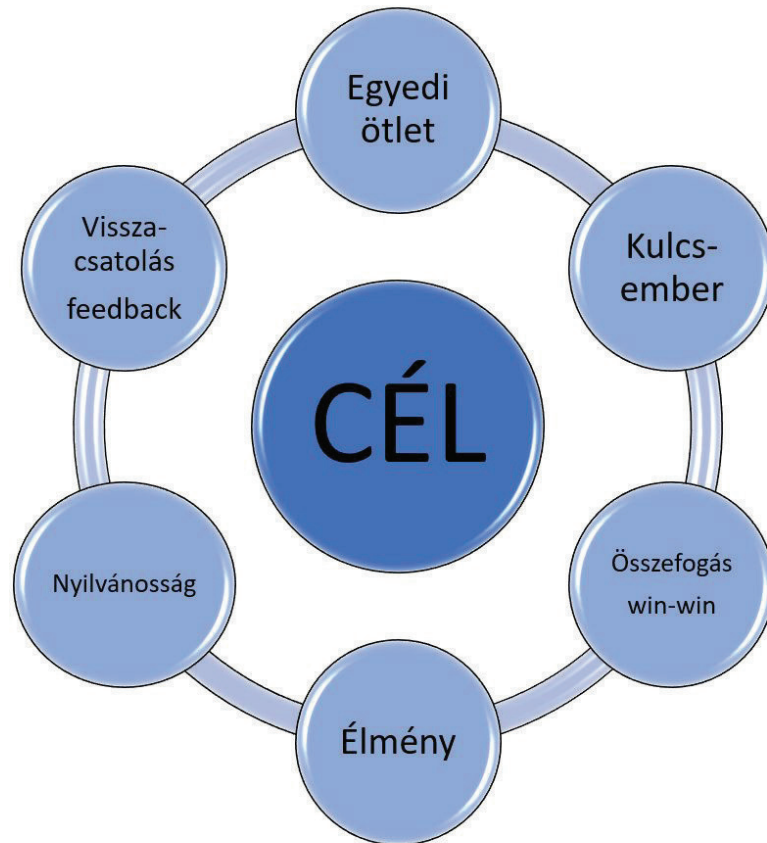 Egyedi
ötlet
Kulcs-
ember
Összefogás
win-win
Élmény
Nyilvánosság
Vissza-
csatolás
feedback
CÉL